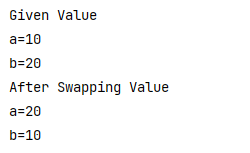 Given Value
a=10
b=20
After Swapping Value
a=20
b=10